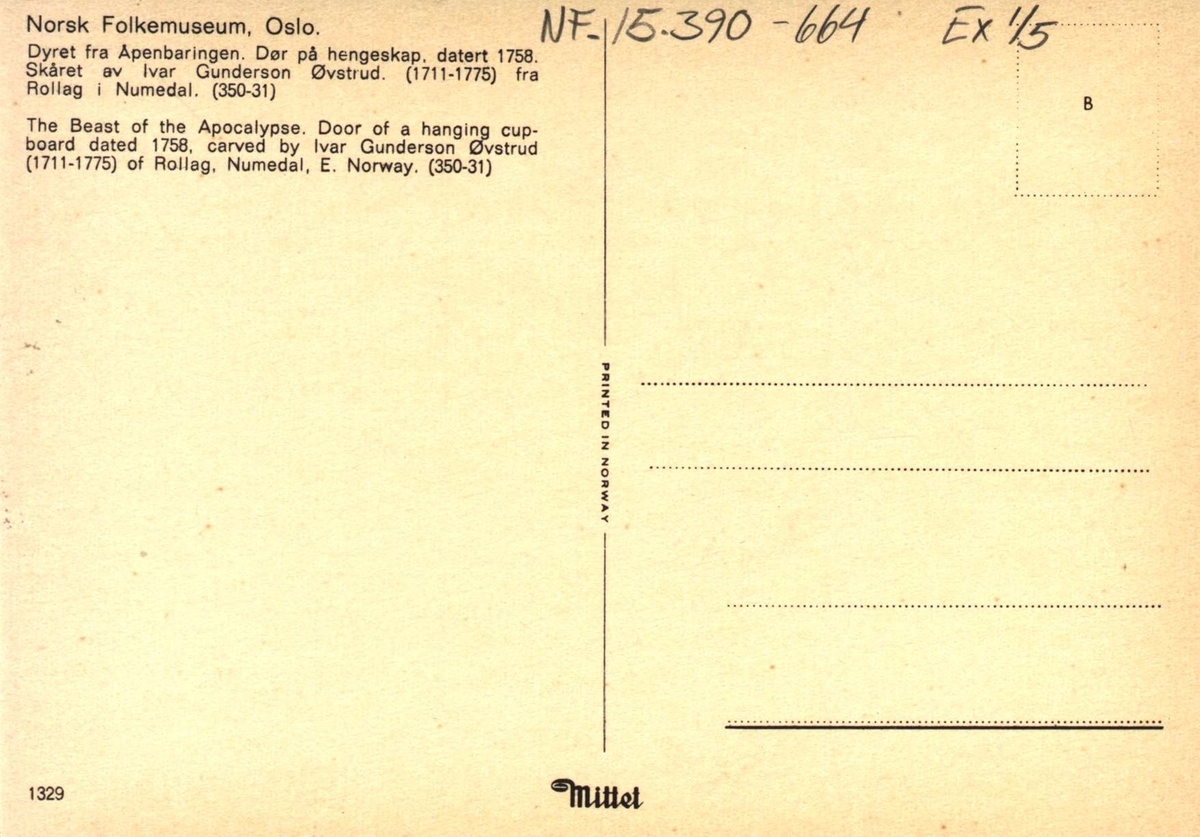 Norsk Folkemuseum, Oslo.
Dyret fra Åpenbaringen. Dør på hengeskap, datert 1758.
Skåret av Ivar Gunderson Øvstrud. (1711-1775) fra
Rollag i Numedal. (350-31)
The Beast of the Apocalypse. Door of a hanging cup-
board dated 1758, carved by Ivar Gunderson Øvstrud
(1711-1775) of Rollag, Numedal, E. Norway. (350-31)
NF. 15.390 - 664 Ex 1/5
B
PRINTED IN NORWAY
1329
Mittet